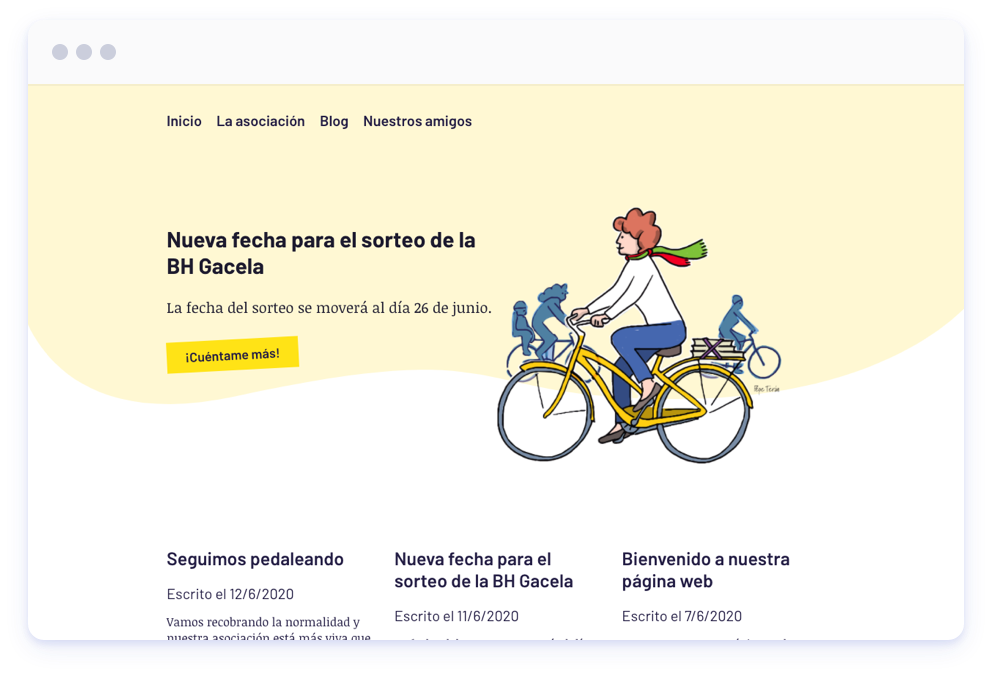 Inicio La asociación Blog Nuestros amigos
Nueva fecha para el sorteo de la
BH Gacela
La fecha del sorteo se moverá al día 26 de junio.
¡Cuéntame más!
Seguimos pedaleando
Escrito el 12/6/2020
Vamos recobrando la normalidad y
nuestra asociación está más viva que
Nueva fecha para el
sorteo de la BH Gacela
Escrito el 11/6/2020
Bienvenido a nuestra
página web
Escrito el 7/6/2020